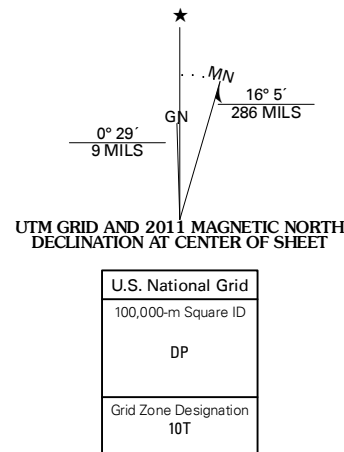 ★
MN
GN
16° 5´
286 MILS
0° 29´
9 MILS
UTM GRID AND 2011 MAGNETIC NORTH
DECLINATION AT CENTER OF SHEET
U.S. National Grid
100,000-m Square ID
DP
Grid Zone Designation
10T